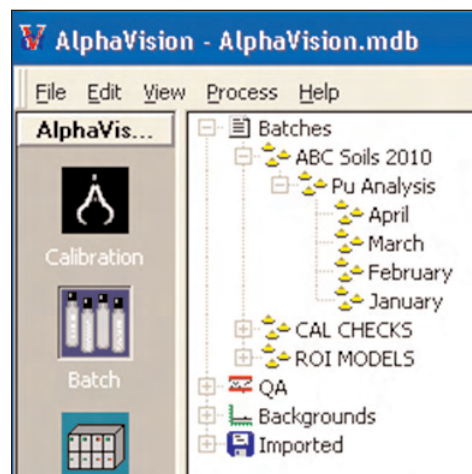 AlphaVision - AlphaVision.mdb
File Edit View Process Help
AlphaVis...
Calibration
Batch
Batches
ABC Soils 2010
Pu Analysis
April
March
February
January
CAL CHECKS
ROI MODELS
QA
Backgrounds
Imported